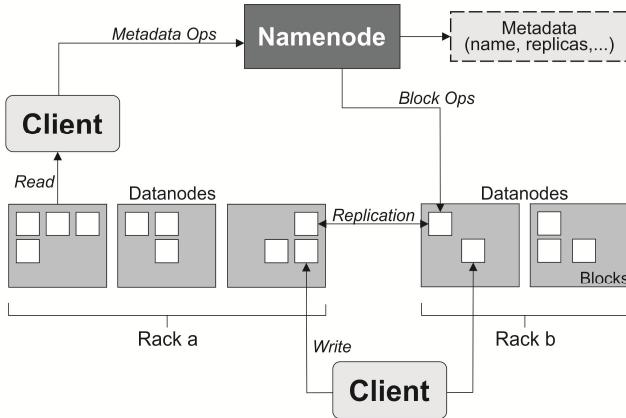 Metadata Ops
Namenode
Metadata
(name, replicas,...)
Client
Block Ops
Read
Datanodes
Replication
Datanodes
Blocks
Rack a
Write
Rack b
Client